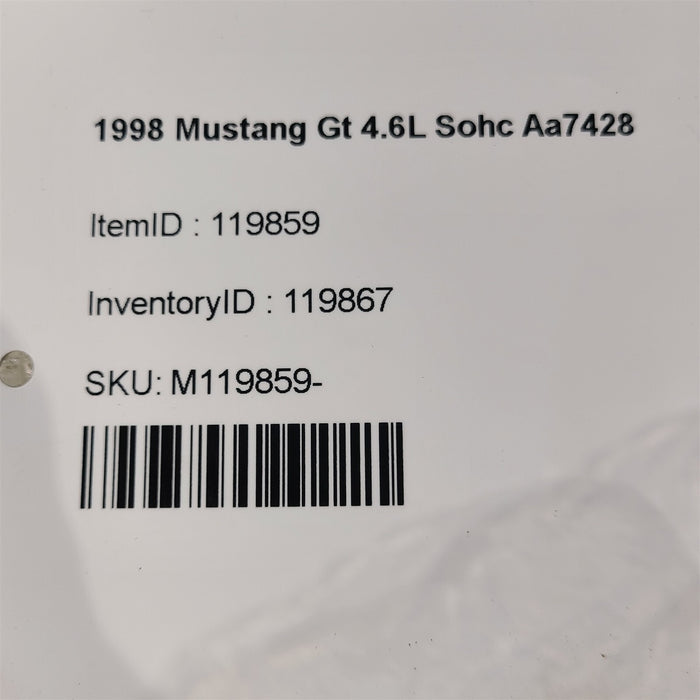 1998 Mustang Gt 4.6L Sohc Aa7428
ItemID : 119859
InventoryID : 119867
SKU: M119859-